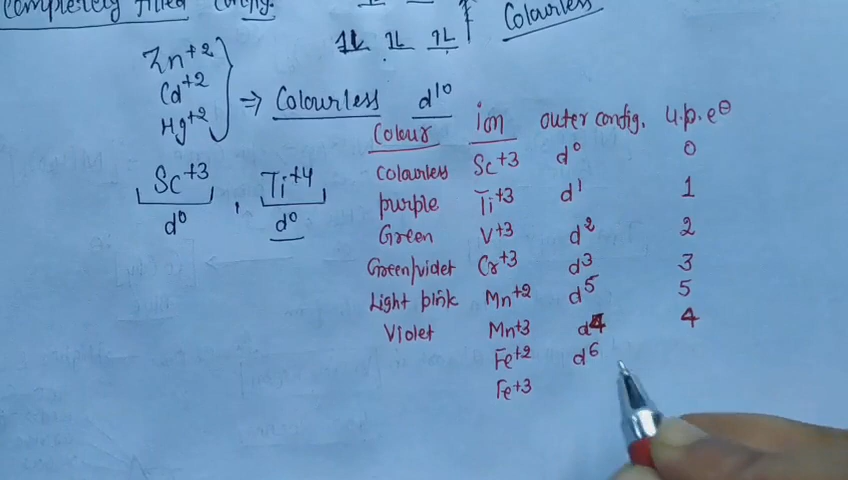 Completely filled config.
Colourless
1L 1L 1L
Zn+2
Cd+2
Hg+2
=> Colourless d10
Sc+3 , Ti+4
d0 d0
Colour ion outer config. u.p.e⊖
colourless Sc+3 d0 0
purple Ti+3 d1 1
Green V+3 d2 2
Green/violet Cr+3 d3 3
Light pink Mn+2 d5 5
Violet Mn+3 d4 4
Fe+2 d6
Fe+3